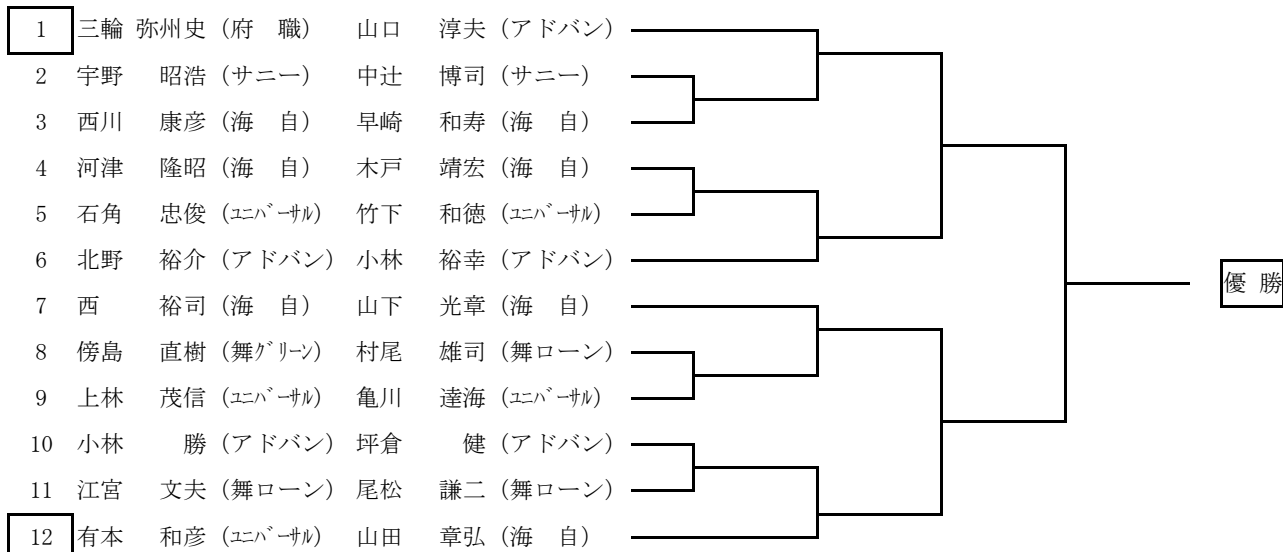 1 三輪 弥州史 (府 職) 山口 淳夫 (アドバン)
2 宇野 昭浩 (サニー) 中辻 博司 (サニー)
3 西川 康彦 (海 自) 早崎 和寿 (海 自)
4 河津 隆昭 (海 自) 木戸 靖宏 (海 自)
5 石角 忠俊 (ユニバーサル) 竹下 和徳 (ユニバーサル)
6 北野 裕介 (アドバン) 小林 裕幸 (アドバン)
優 勝
7 西 裕司 (海 自) 山下 光章 (海 自)
8 傍島 直樹 (舞グリーン) 村尾 雄司 (舞ローン)
9 上林 茂信 (ユニバーサル) 亀川 達海 (ユニバーサル)
10 小林 勝 (アドバン) 坪倉 健 (アドバン)
11 江宮 文夫 (舞ローン) 尾松 謙二 (舞ローン)
12 有本 和彦 (ユニバーサル) 山田 章弘 (海 自)